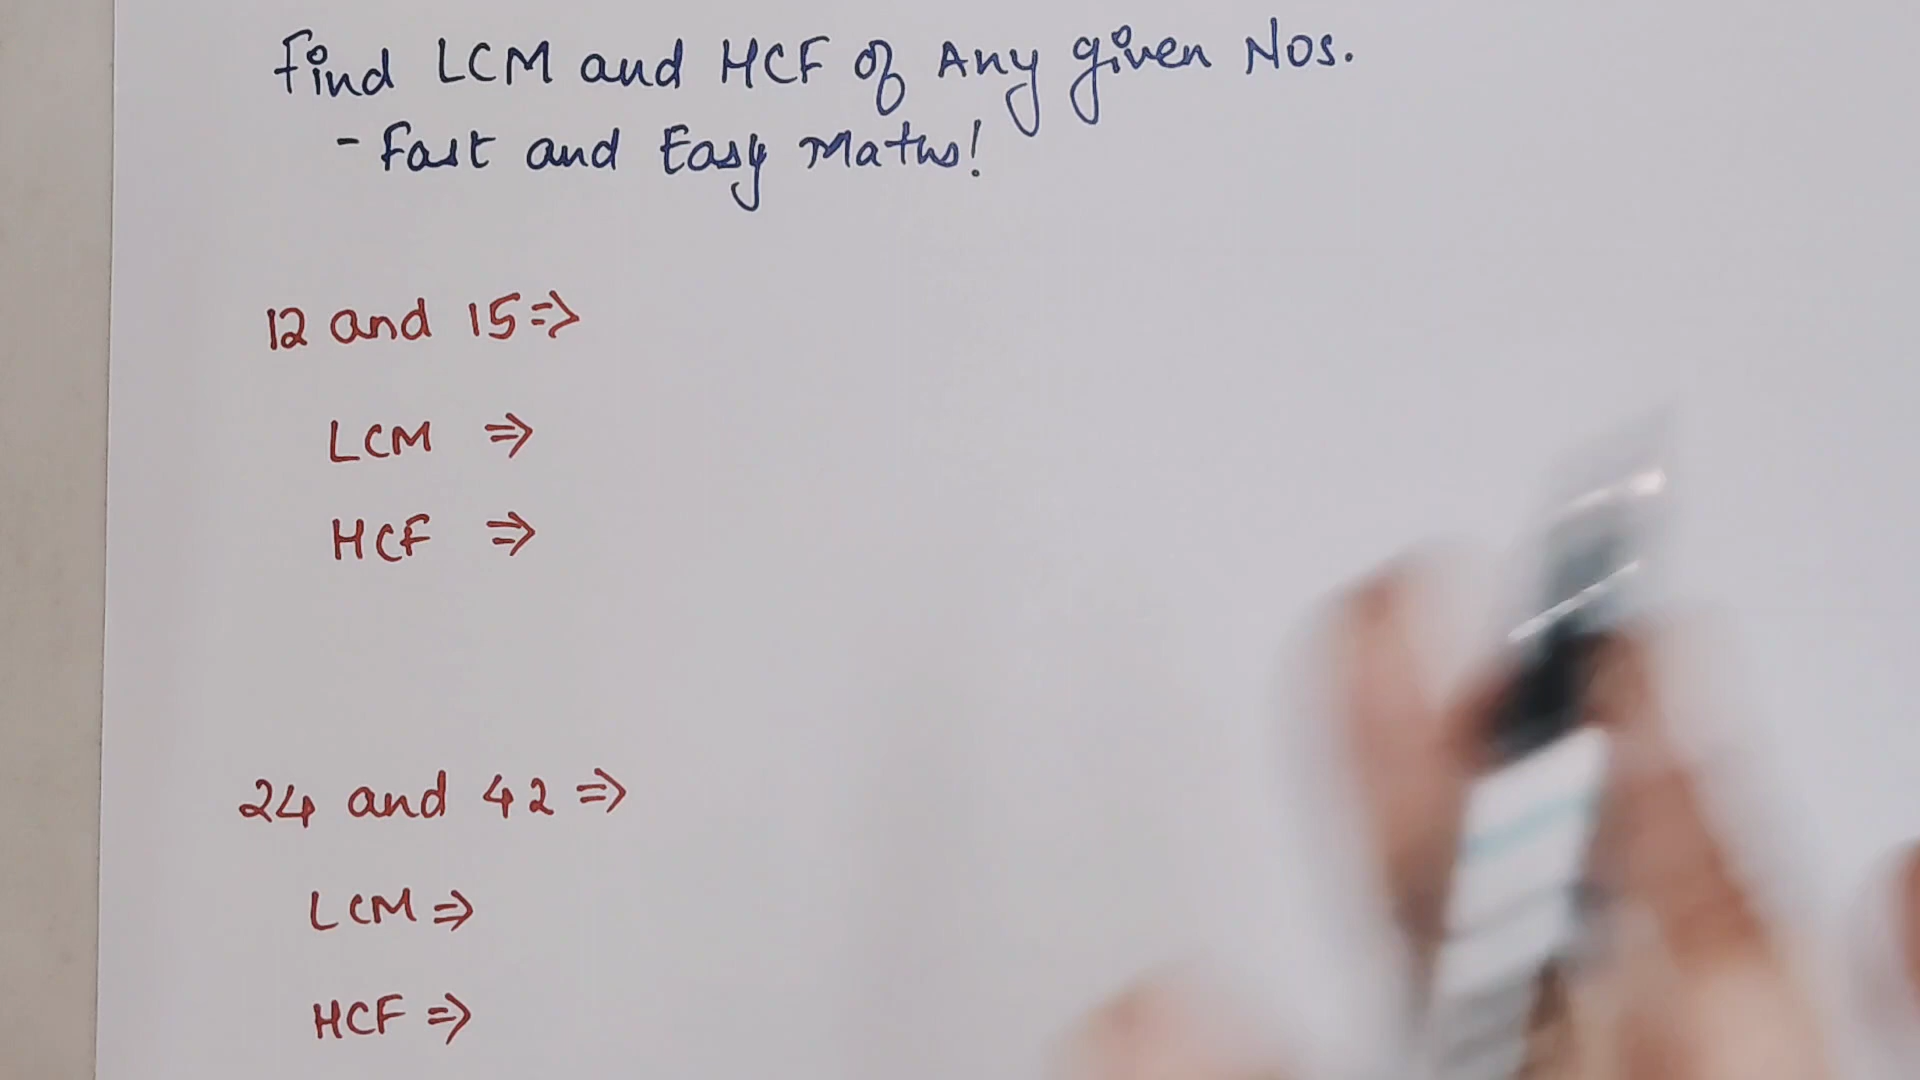 Find LCM and HCF of Any given Nos.
- Fast and Easy Maths!
12 and 15 ⇒
LCM ⇒
HCF ⇒
24 and 42 ⇒
LCM ⇒
HCF ⇒